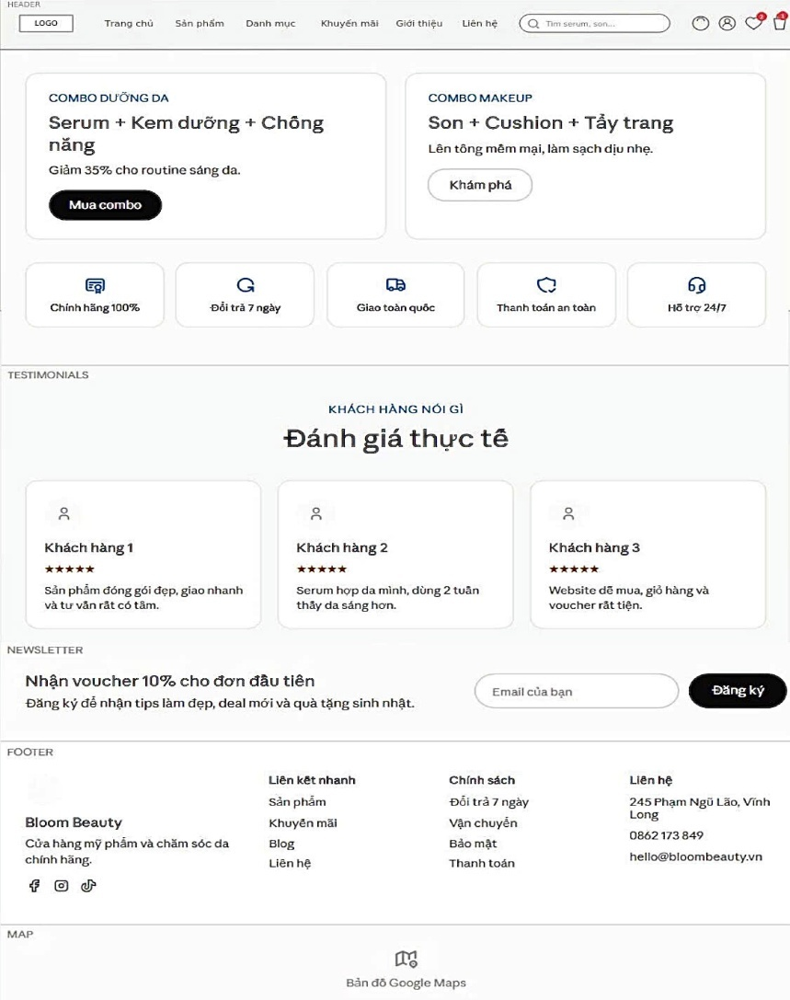 HEADER
LOGO
Trang chủ
Sản phẩm
Danh mục
Khuyến mãi
Giới thiệu
Liên hệ
Tìm serum, son...
COMBO DƯỠNG DA
Serum + Kem dưỡng + Chống
nắng
Giảm 35% cho routine sáng da.
Mua combo
COMBO MAKEUP
Son + Cushion + Tẩy trang
Lên tông mềm mại, làm sạch dịu nhẹ.
Khám phá
Chính hãng 100%
Đổi trả 7 ngày
Giao toàn quốc
Thanh toán an toàn
Hỗ trợ 24/7
TESTIMONIALS
KHÁCH HÀNG NÓI GÌ
Đánh giá thực tế
Khách hàng 1
★★★★★
Sản phẩm đóng gói đẹp, giao nhanh
và tư vấn rất có tâm.
Khách hàng 2
★★★★★
Serum hợp da mình, dùng 2 tuần
thấy da sáng hơn.
Khách hàng 3
★★★★★
Website dễ mua, giỏ hàng và
voucher rất tiện.
NEWSLETTER
Nhận voucher 10% cho đơn đầu tiên
Đăng ký để nhận tips làm đẹp, deal mới và quà tặng sinh nhật.
Email của bạn
Đăng ký
FOOTER
Bloom Beauty
Cửa hàng mỹ phẩm và chăm sóc da
chính hãng.
Liên kết nhanh
Sản phẩm
Khuyến mãi
Blog
Liên hệ
Chính sách
Đổi trả 7 ngày
Vận chuyển
Bảo mật
Thanh toán
Liên hệ
245 Phạm Ngũ Lão, Vĩnh
Long
0862 173 849
hello@bloombeauty.vn
MAP
Bản đồ Google Maps